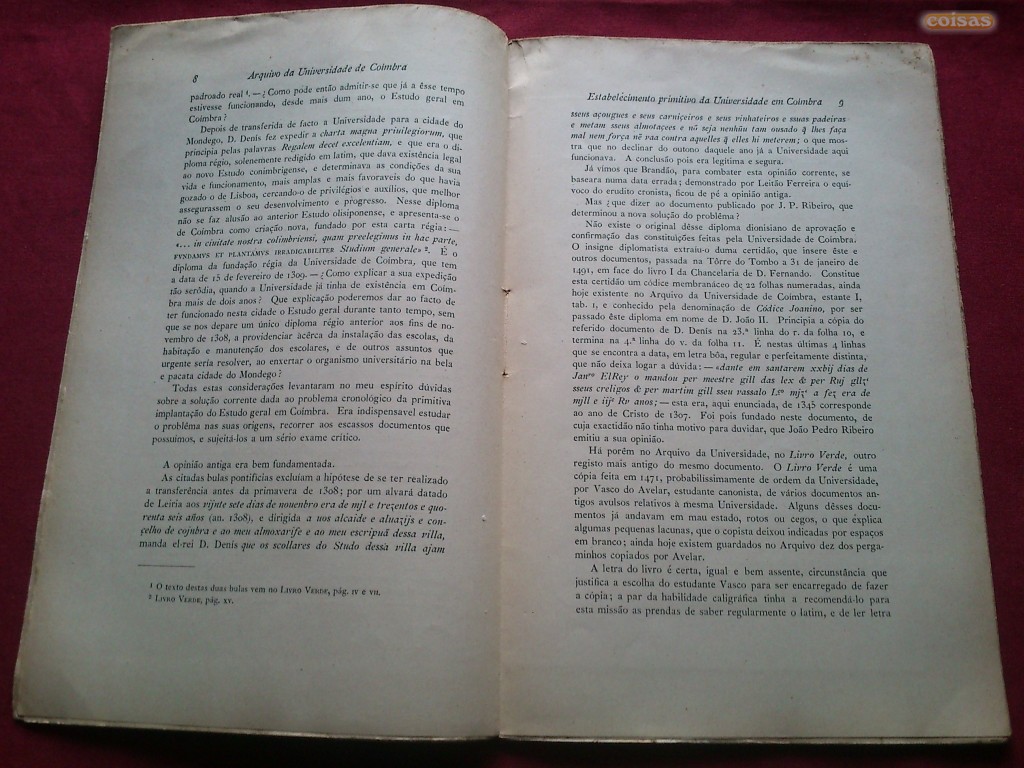 coisas
8 Arquivo da Universidade de Coimbra
padroado real ¹. — ¿Como pode então admitir-se que já a êsse tempo
estivesse funcionando, desde mais dum ano, o Estudo geral em
Coimbra?
Depois de transferida de facto a Universidade para a cidade do
Mondego, D. Denis fez expedir a charta magna priuilegiorum, que
principia pelas palavras Regalem decet excelentiam, e que era o di-
ploma régio, solenemente redigido em latim, que dava existência legal
ao novo Estudo conimbrigense, e determinava as condições da sua
vida e funcionamento, mais amplas e mais favoraveis do que havia
gozado o de Lisboa, cercando-o de privilégios e auxílios, que melhor
assegurassem o seu desenvolvimento e progresso. Nesse diploma
não se faz alusão ao anterior Estudo olisiponense, e apresenta-se o
de Coimbra como criação nova, fundado por esta carta régia: —
«... in ciuitate nostra colimbriensi, quam preelegimus in hac parte,
FVNDAMVS ET PLANTAMVS IRRADICABILITER Studium generale» ². É o
diploma da fundação régia da Universidade de Coimbra, que tem
a data de 15 de fevereiro de 1309. — ¿Como explicar a sua expedição
tão serôdia, quando a Universidade já tinha de existência em Coim-
bra mais de dois anos? Que explicação poderemos dar ao facto de
ter funcionado nesta cidade o Estudo geral durante tanto tempo, sem
que se nos depare um único diploma régio anterior aos fins de no-
vembro de 1308, a providenciar acêrca da instalação das escolas, da
habitação e manutenção dos escolares, e de outros assuntos que
urgente seria resolver, ao enxertar o organismo universitário na bela
e pacata cidade do Mondego?
Todas estas considerações levantaram no meu espírito dúvidas
sobre a solução corrente dada ao problema cronológico da primitiva
implantação do Estudo geral em Coimbra. Era indispensavel estudar
o problêma nas suas origens, recorrer aos escassos documentos que
possuímos, e sujeitá-los a um sério exame crítico.
A opinião antiga era bem fundamentada.
As citadas bulas pontifícias excluíam a hipótese de se ter realizado
a transferência antes da primavera de 1308; por um alvará datado
de Leiria aos vijnte sete dias de nouenbro era de mjl e trezentos e quo-
renta seis años (an. 1308), e dirigida a uos alcaide e aluazijs e con-
çelho de cojnbra e ao meu almoxarife e ao meu escripuã dessa villa,
manda el-rei D. Denis que os scollares do Studo dessa villa ajam
¹ O texto destas duas bulas vem no LIVRO VERDE, pág. IV e VII.
² LIVRO VERDE, pág. XV.
Estabelecimento primitivo da Universidade em Coimbra 9
sseus açougues e seus carniçeiros e seus vinhateiros e ssuas padeiras
e metam sseus almotaçees e nõ seja nenhũu tam ousado q̃ lhes faça
mal nem força nẽ raa contra aquelles q̃ elles hi meterem; o que mos-
tra que no declinar do outono daquele ano já a Universidade aqui
funcionava. A conclusão pois era legítima e segura.
Já vimos que Brandão, para combater esta opinião corrente, se
baseara numa data errada; demonstrado por Leitão Ferreira o equí-
voco do erudito cronista, ficou de pé a opinião antiga.
Mas ¿que dizer ao documento publicado por J. P. Ribeiro, que
determinou a nova solução do problêma?
Não existe o original dêsse diploma dionisiano de aprovação e
confirmação das constituïções feitas pela Universidade de Coimbra.
O insigne diplomatista extraiu-o duma certidão, que insere êste e
outros documentos, passada na Tôrre do Tombo a 31 de janeiro de
1491, em face do livro I da Chancelaria de D. Fernando. Constitue
esta certidão um códice membranáceo de 22 folhas numeradas, ainda
hoje existente no Arquivo da Universidade de Coimbra, estante I,
tab. 1, e conhecido pela denominação de Códice Joanino, por ser
passado êste diploma em nome de D. João II. Principia a cópia do
referido documento de D. Denis na 23.ª linha do r. da folha 10, e
termina na 4.ª linha do v. da folha 11. É nestas últimas 4 linhas
que se encontra a data, em letra bôa, regular e perfeitamente distinta,
que não deixa logar a dúvida: — «dante em santarem xxbij dias de
Janʳᵒ ElRey o mandou per meestre gill das lex & per Ruj gllz̃
sseus creligos & per martim gill sseu vassalo Lᵒ mjz̃ a fez era de
mjll e iijᶜ Rv anos; — esta era, aqui enunciada, de 1345 corresponde
ao ano de Cristo de 1307. Foi pois fundado neste documento, de
cuja exactidão não tinha motivo para duvidar, que João Pedro Ribeiro
emitiu a sua opinião.
Há porêm no Arquivo da Universidade, no Livro Verde, outro
registo mais antigo do mesmo documento. O Livro Verde é uma
cópia feita em 1471, probabilissimamente de ordem da Universidade,
por Vasco do Avelar, estudante canonista, de vários documentos an-
tigos avulsos relativos à mesma Universidade. Alguns dêsses docu-
mentos já andavam em mau estado, rotos ou cegos, o que explica
algumas pequenas lacunas, que o copista deixou indicadas por espaços
em branco; ainda hoje existem guardados no Arquivo dez dos perga-
minhos copiados por Avelar.
A letra do livro é certa, igual e bem assente, circunstância que
justifica a escolha do estudante Vasco para ser encarregado de fazer
a cópia; a par da habilidade caligráfica tinha a recomendá-lo para
esta missão as prendas de saber regularmente o latim, e de ler letra